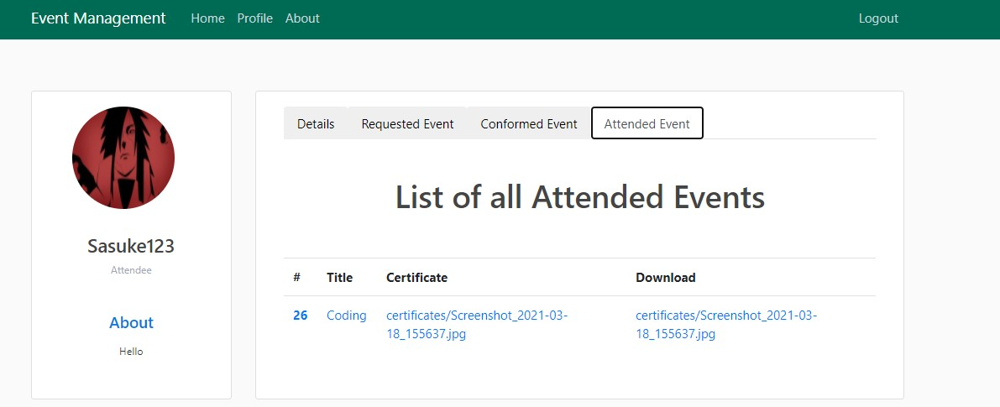 Event Management Home Profile About Logout
Sasuke123
Attendee
About
Hello
Details Requested Event Conformed Event Attended Event
List of all Attended Events
# Title Certificate Download
26 Coding certificates/Screenshot_2021-03- certificates/Screenshot_2021-03-
18_155637.jpg 18_155637.jpg